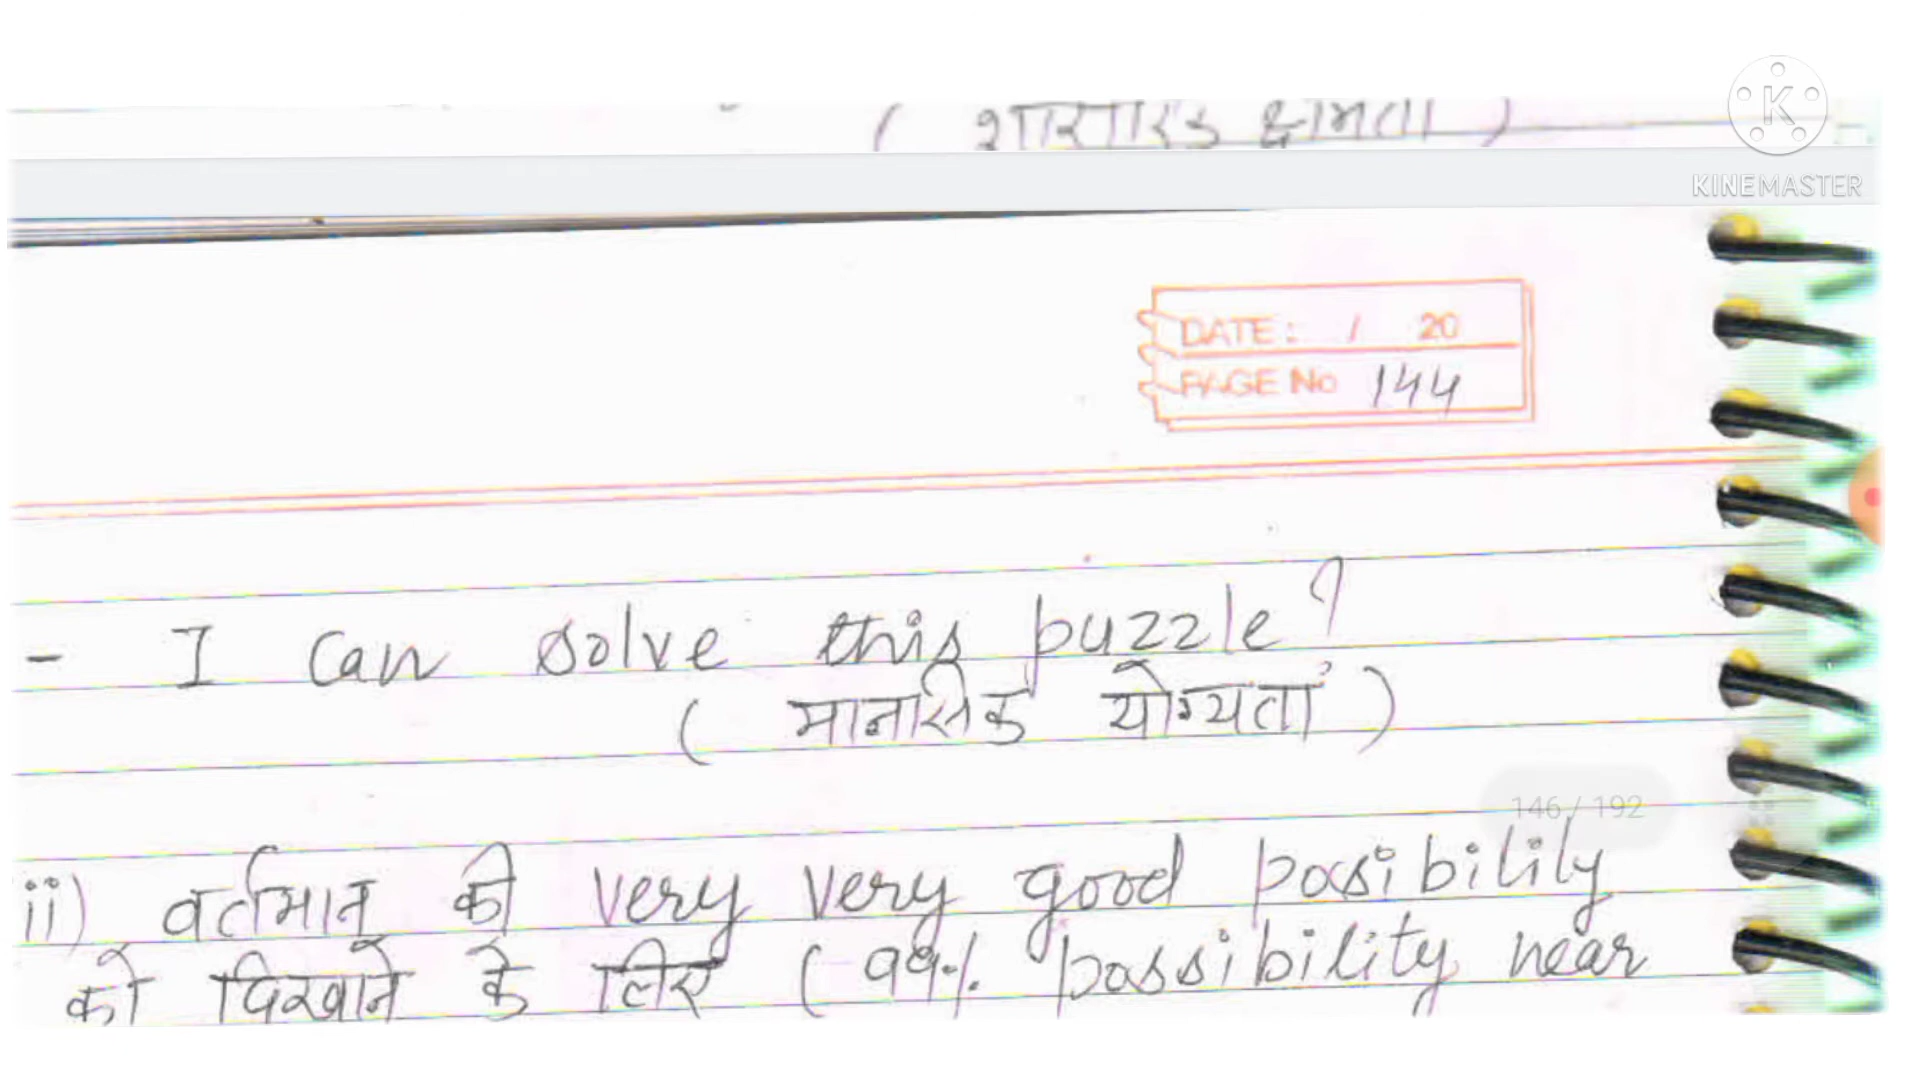 ( शारीरिक क्षमता )
K
KINEMASTER
DATE : / 20
PAGE No 144
- I can solve this puzzle?
( मानसिक योग्यता )
146 / 192
ii) वर्तमान की very very good posibility
को दिखाने के लिए ( 99% possibility near